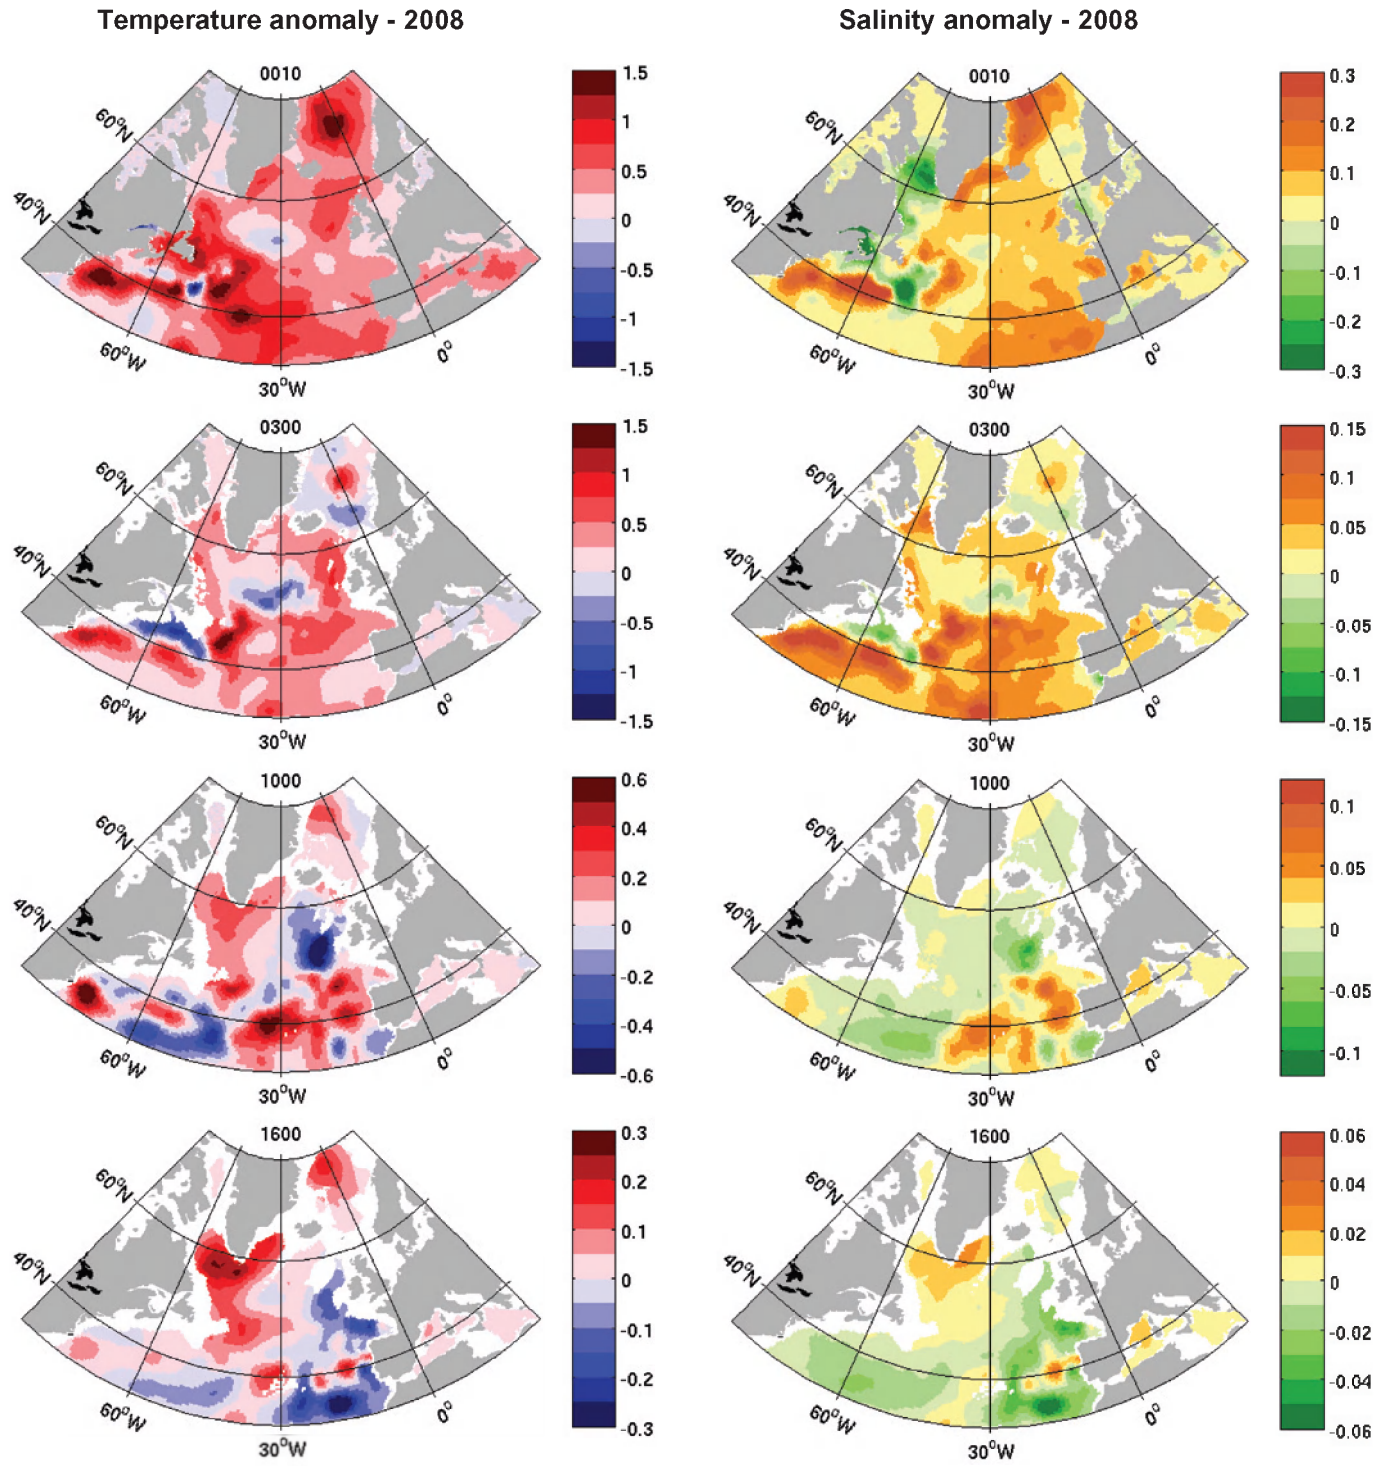 Temperature anomaly - 2008 Salinity anomaly - 2008
0010 0010
60°N 60°N
40°N 40°N
60°W 30°W 0° 60°W 30°W 0°
1.5 0.3
1 0.2
0.5 0.1
0 0
-0.5 -0.1
-1 -0.2
-1.5 -0.3
0300 0300
60°N 60°N
40°N 40°N
60°W 30°W 0° 60°W 30°W 0°
1.5 0.15
1 0.1
0.5 0.05
0 0
-0.5 -0.05
-1 -0.1
-1.5 -0.15
1000 1000
60°N 60°N
40°N 40°N
60°W 30°W 0° 60°W 30°W 0°
0.6
0.4 0.1
0.2 0.05
0 0
-0.2 -0.05
-0.4 -0.1
-0.6
1600 1600
60°N 60°N
40°N 40°N
60°W 30°W 0° 60°W 30°W 0°
0.3 0.06
0.2 0.04
0.1 0.02
0 0
-0.1 -0.02
-0.2 -0.04
-0.3 -0.06